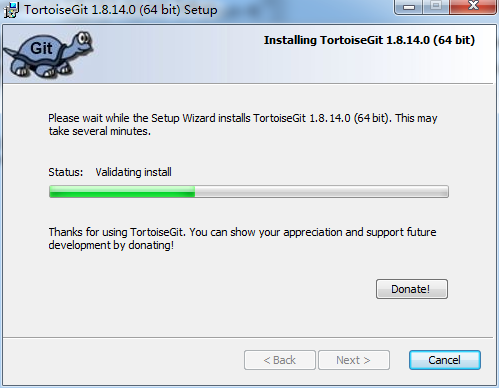 TortoiseGit 1.8.14.0 (64 bit) Setup
Git
Installing TortoiseGit 1.8.14.0 (64 bit)
Please wait while the Setup Wizard installs TortoiseGit 1.8.14.0 (64 bit). This may
take several minutes.
Status: Validating install
Thanks for using TortoiseGit. You can show your appreciation and support future
development by donating!
Donate!
< Back Next > Cancel